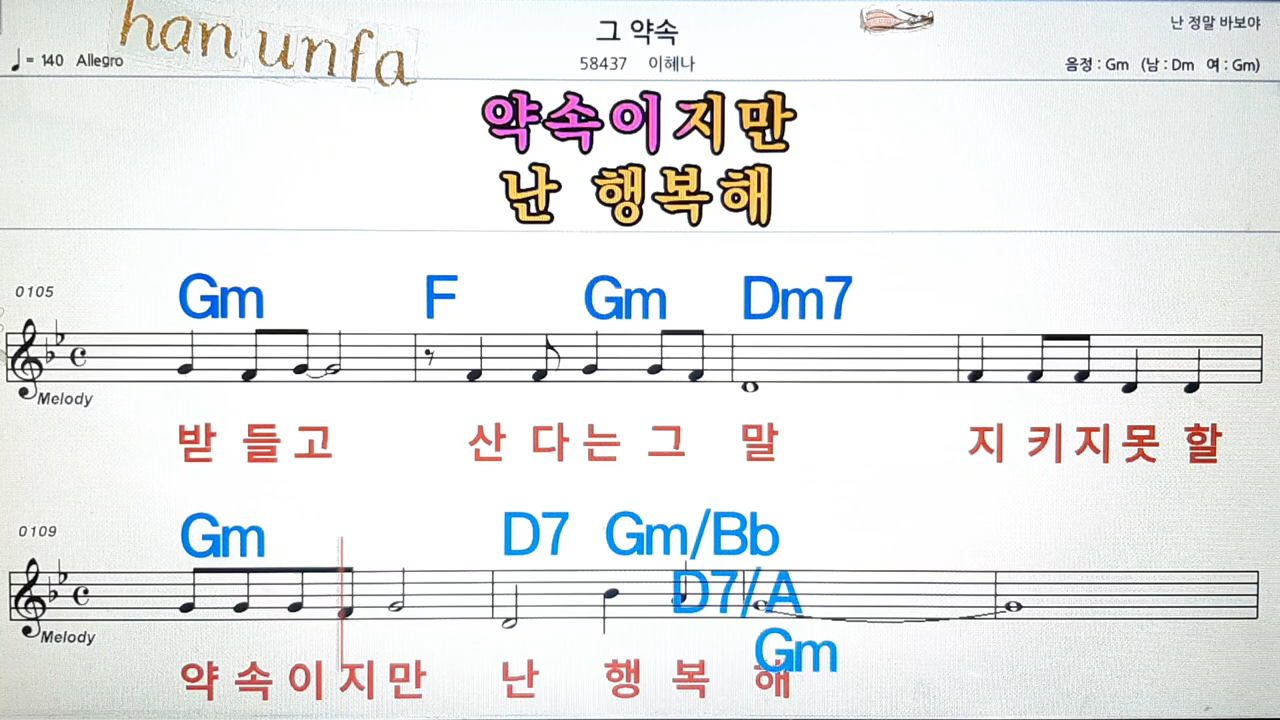 han unfa
그 약속
난 정말 바보야
♩= 140 Allegro
58437 이혜나
음정 : Gm (남 : Dm 여 : Gm)
약속이지만
난 행복해
0105
Gm F Gm Dm7
Melody
받들고 산다는 그 말 지키지못 할
0109
Gm D7 Gm/Bb
D7/A
Gm
Melody
약속이지만 난 행복해